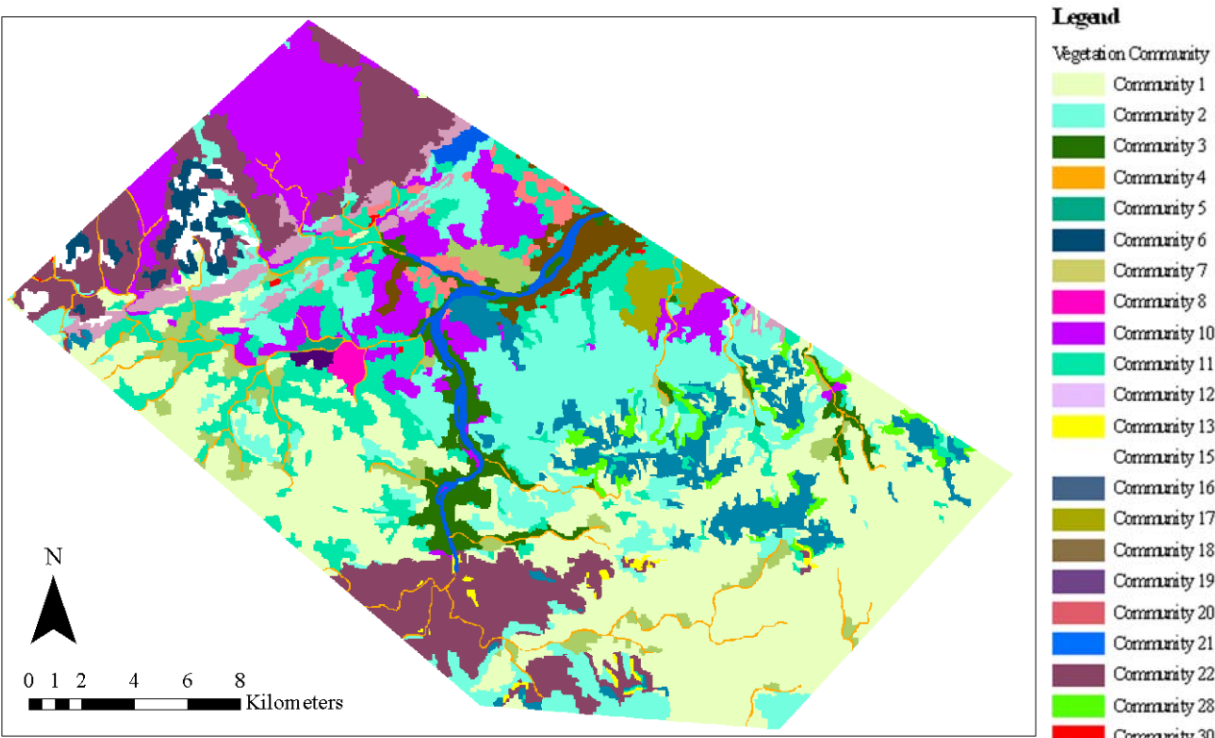 Legend
Vegetation Community
Community 1
Community 2
Community 3
Community 4
Community 5
Community 6
Community 7
Community 8
Community 10
Community 11
Community 12
Community 13
Community 15
Community 16
Community 17
Community 18
Community 19
Community 20
Community 21
Community 22
Community 28
Community 30
N
0 1 2 4 6 8
Kilometers